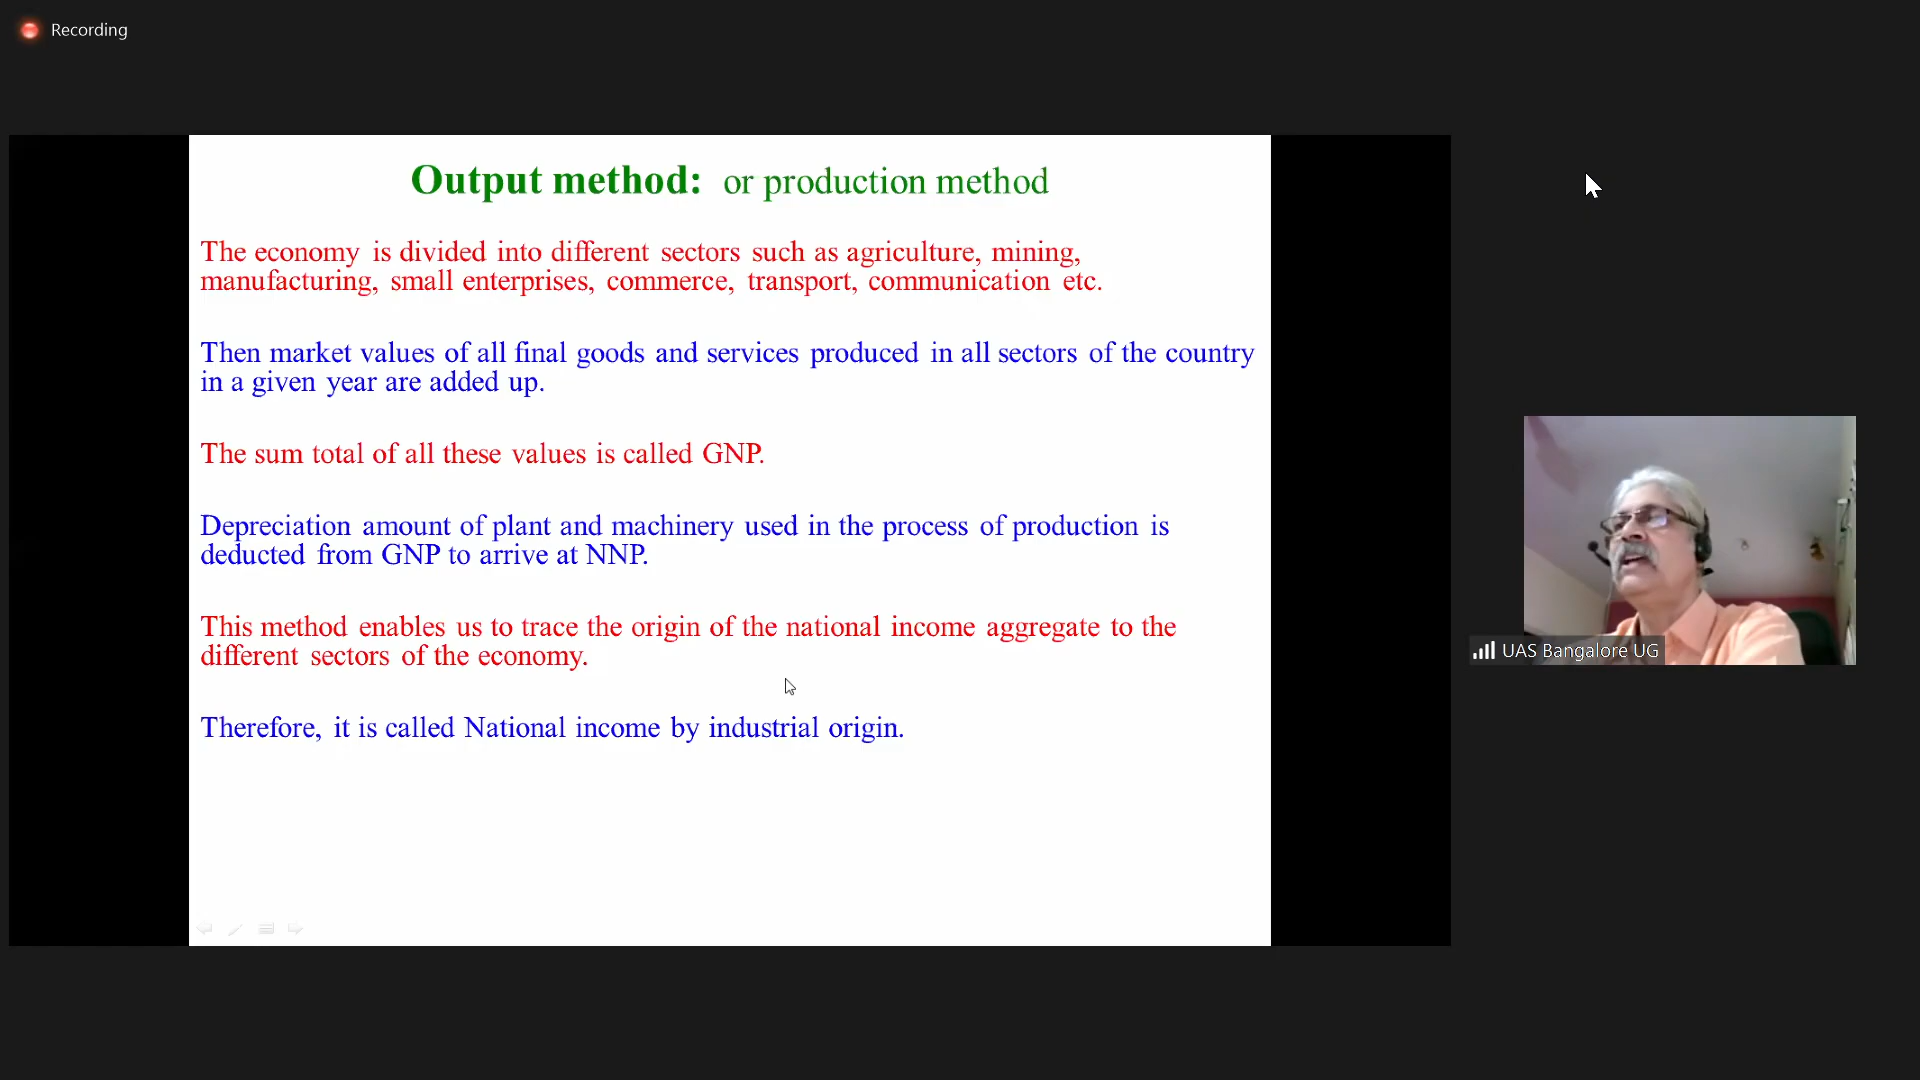 Recording
Output method: or production method
The economy is divided into different sectors such as agriculture, mining,
manufacturing, small enterprises, commerce, transport, communication etc.
Then market values of all final goods and services produced in all sectors of the country
in a given year are added up.
The sum total of all these values is called GNP.
Depreciation amount of plant and machinery used in the process of production is
deducted from GNP to arrive at NNP.
This method enables us to trace the origin of the national income aggregate to the
different sectors of the economy.
Therefore, it is called National income by industrial origin.
UAS Bangalore UG